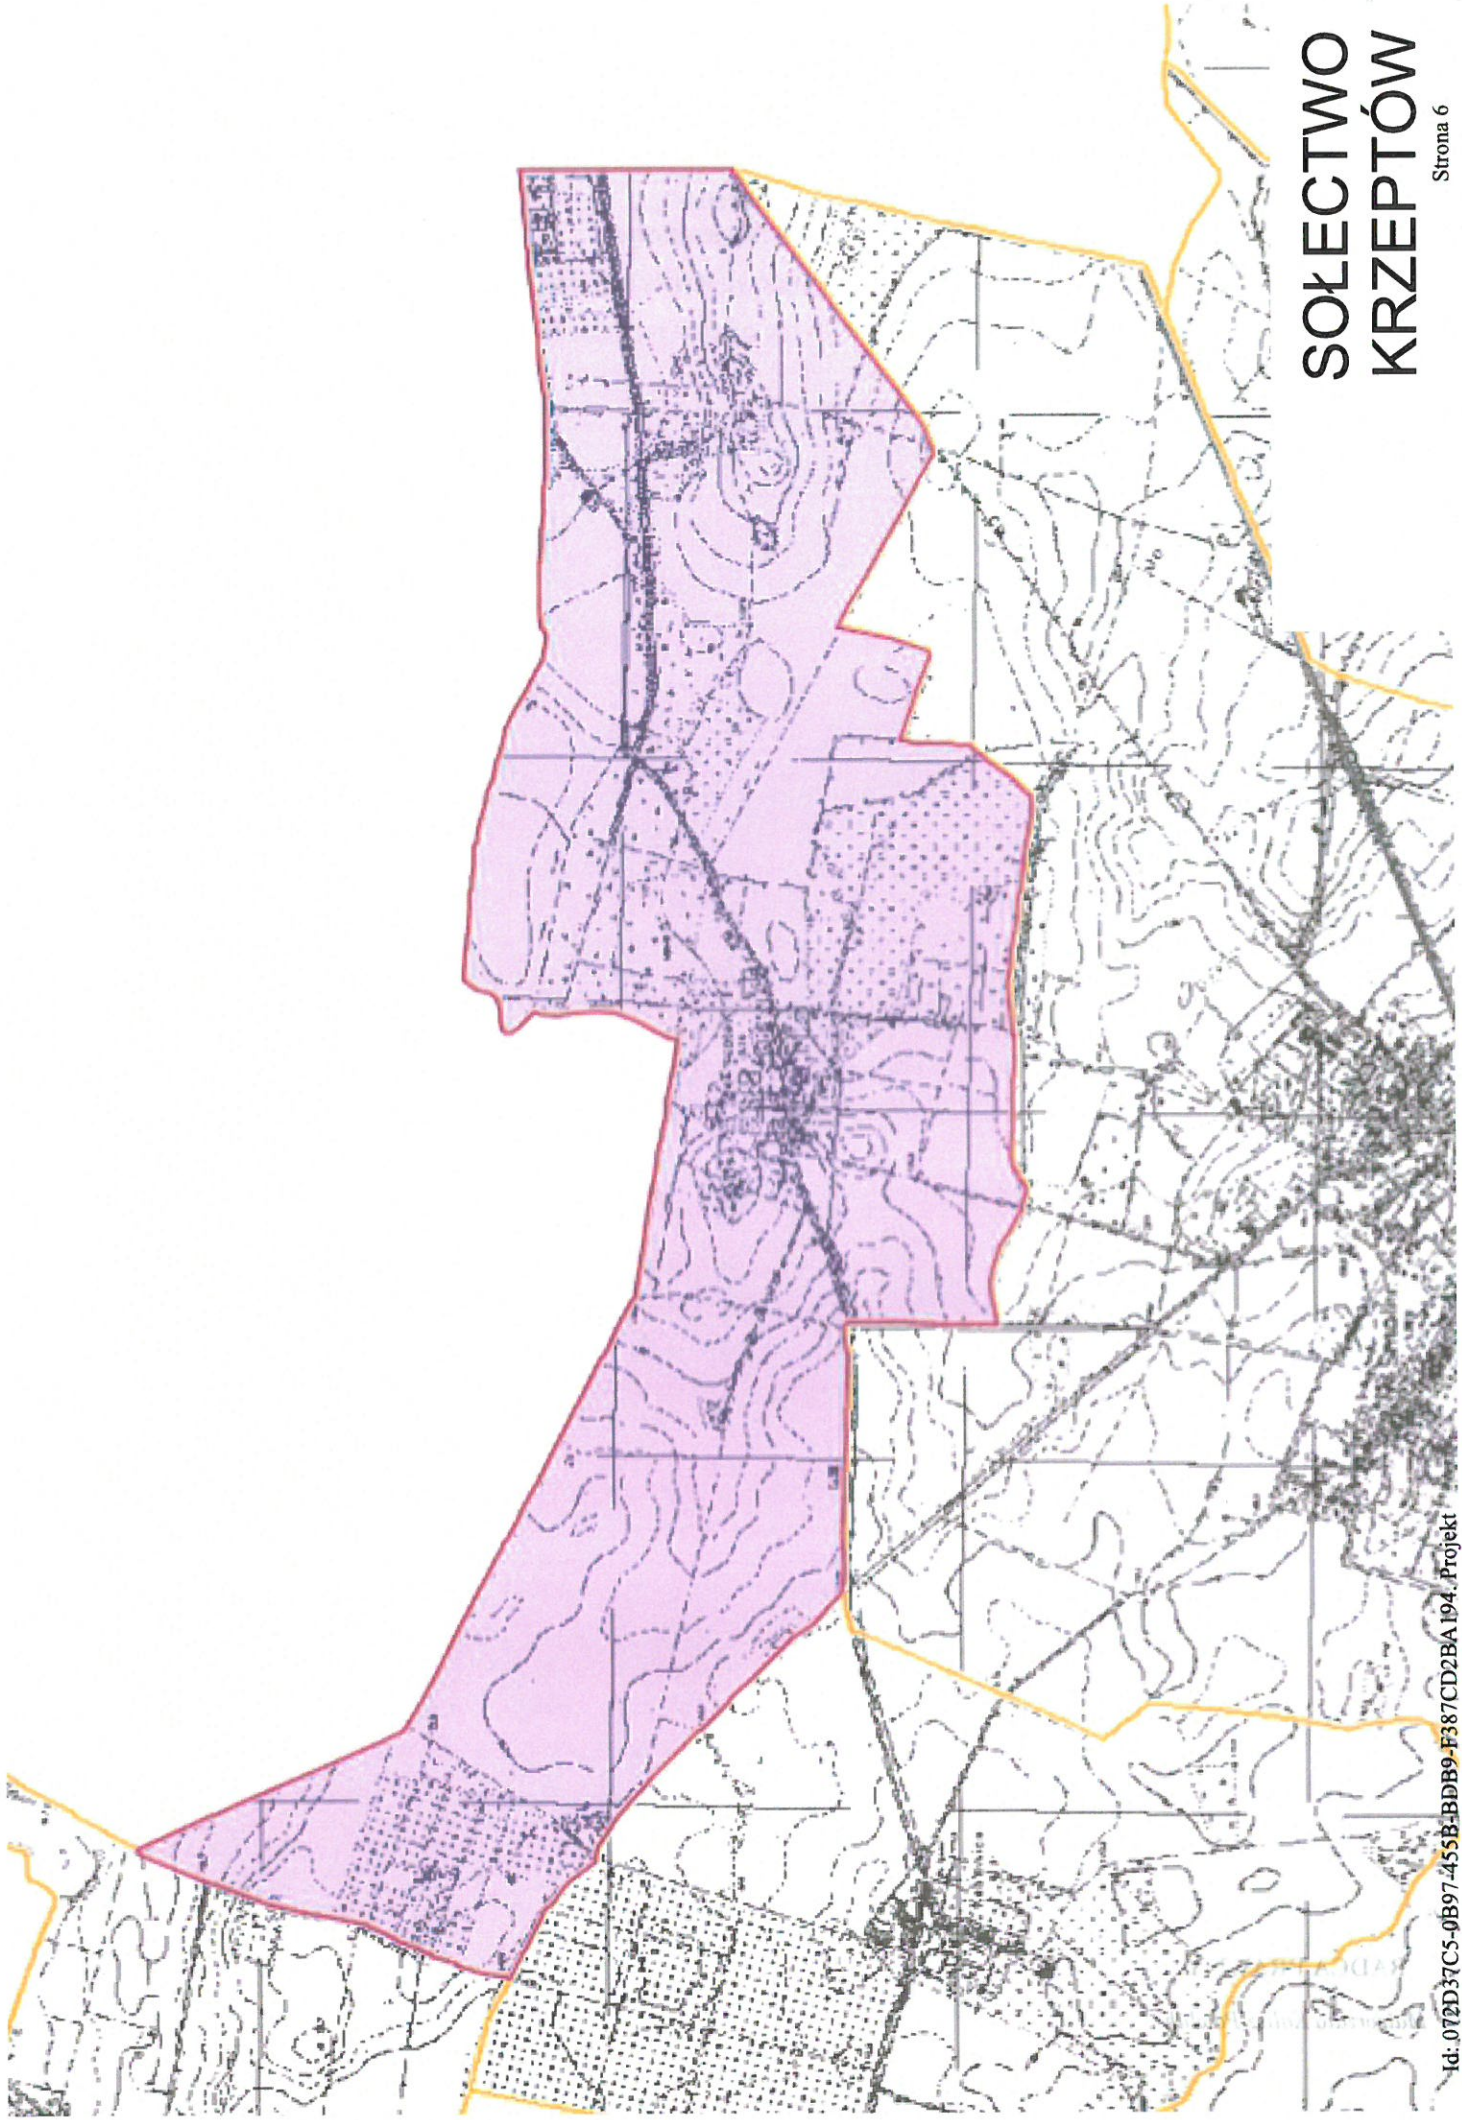 SOŁECTWO
KRZEPTÓW
Id: 072D37C5-0B97-455B-BDB9-F387CD2BA194. Projekt
Strona 6